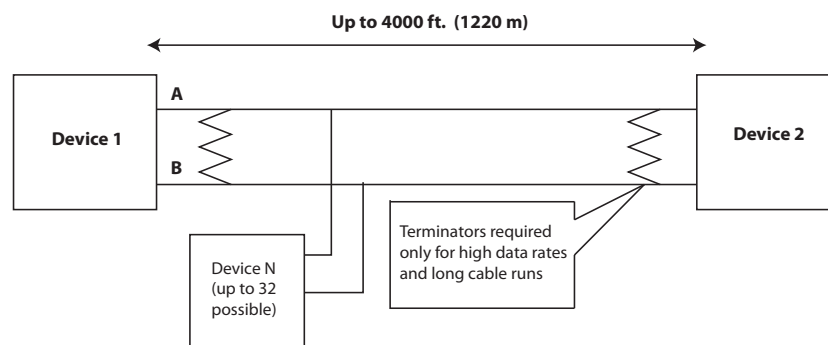 Up to 4000 ft. (1220 m)
A
Device 1
Device 2
B
Terminators required
only for high data rates
and long cable runs
Device N
(up to 32
possible)